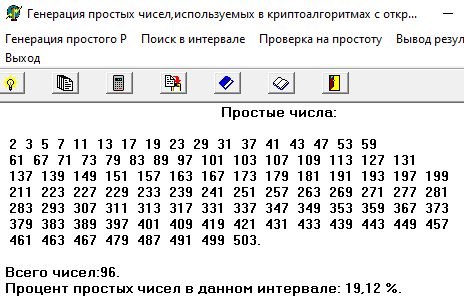 Генерация простых чисел,используемых в криптоалгоритмах с откр...
Генерация простого P Поиск в интервале Проверка на простоту Вывод резул
Выход
Простые числа:
2 3 5 7 11 13 17 19 23 29 31 37 41 43 47 53 59
61 67 71 73 79 83 89 97 101 103 107 109 113 127 131
137 139 149 151 157 163 167 173 179 181 191 193 197 199
211 223 227 229 233 239 241 251 257 263 269 271 277 281
283 293 307 311 313 317 331 337 347 349 353 359 367 373
379 383 389 397 401 409 419 421 431 433 439 443 449 457
461 463 467 479 487 491 499 503.
Всего чисел:96.
Процент простых чисел в данном интервале: 19,12 %.